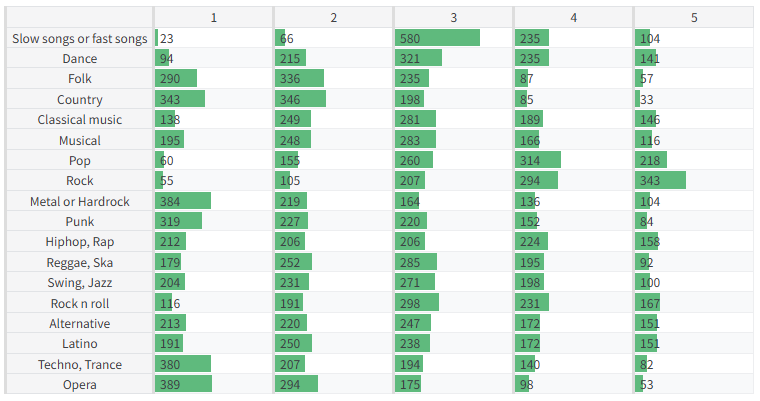 1 2 3 4 5
Slow songs or fast songs 23 66 580 235 104
Dance 94 215 321 235 141
Folk 290 336 235 87 57
Country 343 346 198 85 33
Classical music 138 249 281 189 146
Musical 195 248 283 166 116
Pop 60 155 260 314 218
Rock 55 105 207 294 343
Metal or Hardrock 384 219 164 136 104
Punk 319 227 220 152 84
Hiphop, Rap 212 206 206 224 158
Reggae, Ska 179 252 285 195 92
Swing, Jazz 204 231 271 198 100
Rock n roll 116 191 298 231 167
Alternative 213 220 247 172 151
Latino 191 250 238 172 151
Techno, Trance 380 207 194 140 82
Opera 389 294 175 98 53